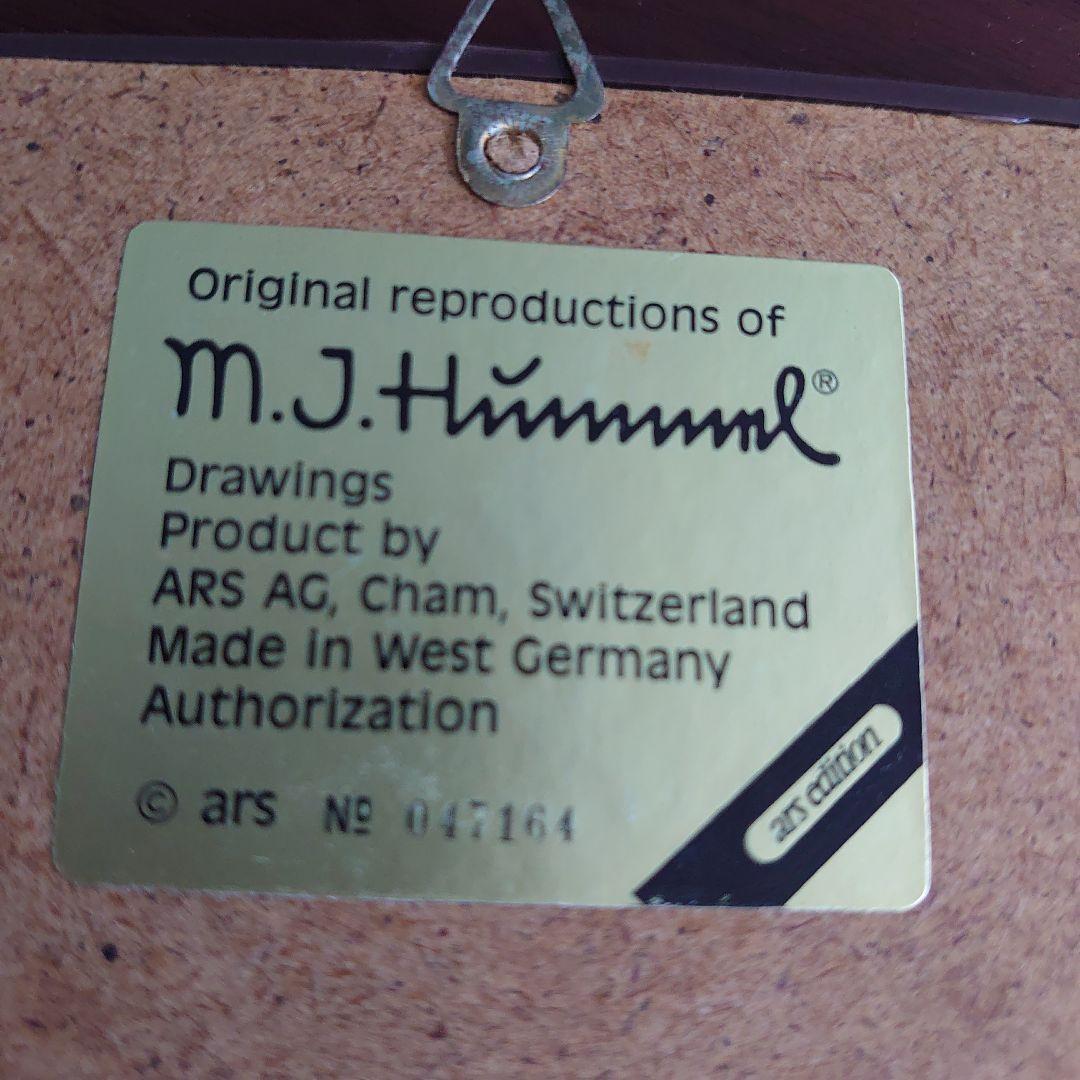 Original reproductions of
M.J.Hummel®
Drawings
Product by
ARS AG, Cham, Switzerland
Made in West Germany
Authorization
© ars Nº 047164
ars edition